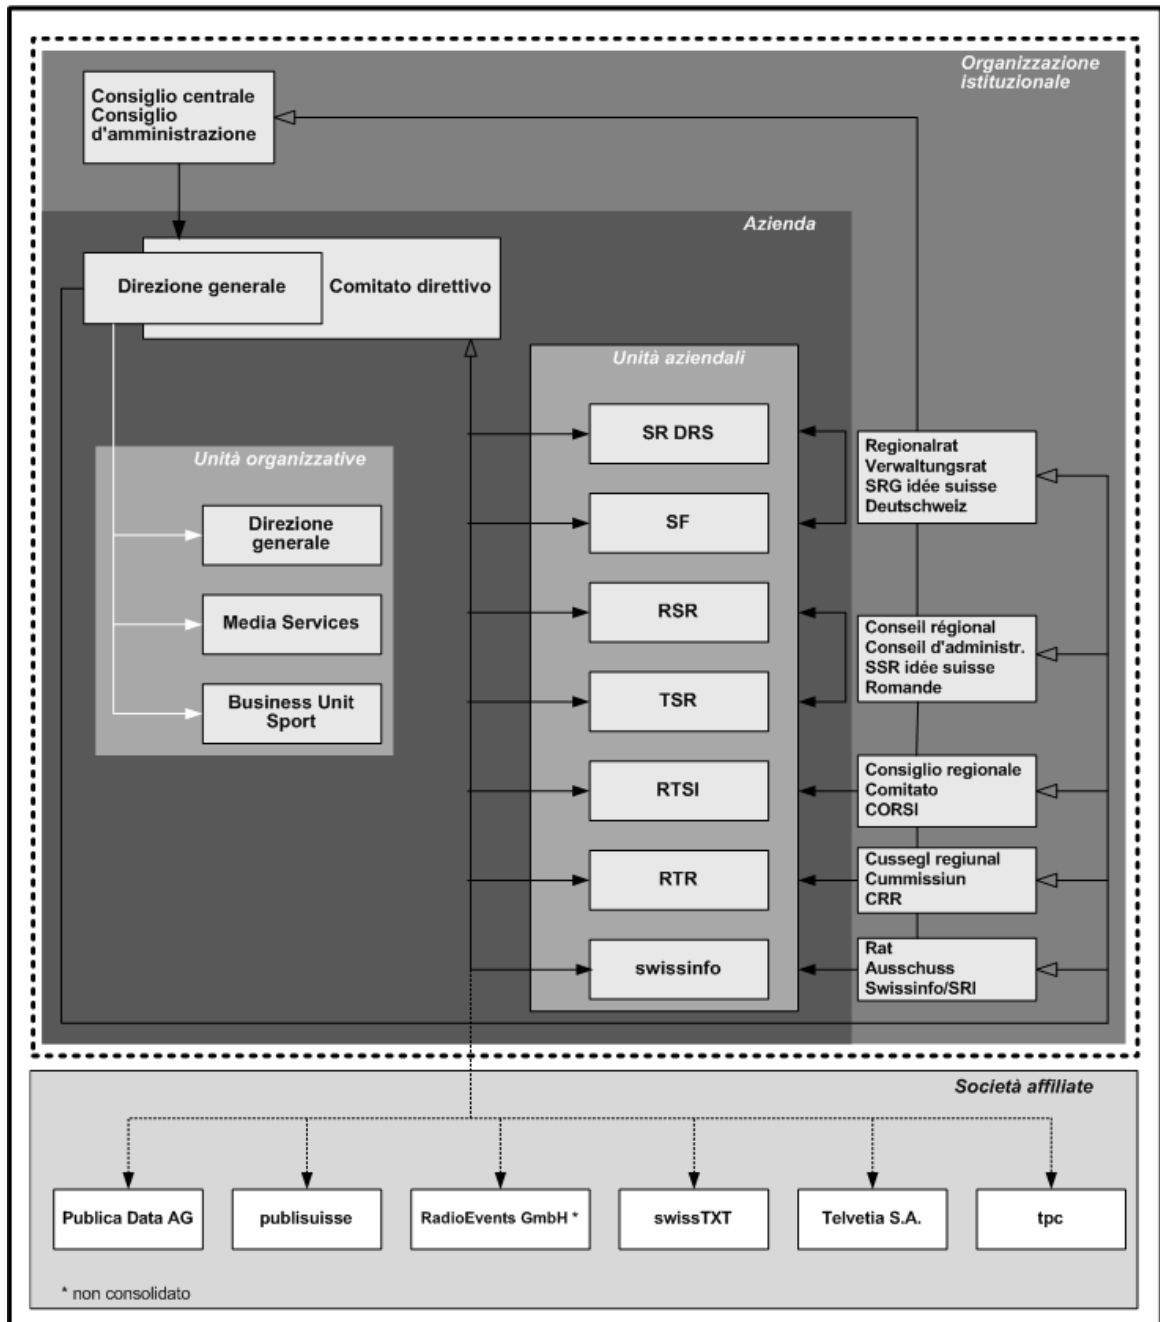 Organizzazione
istituzionale
Consiglio centrale
Consiglio
d'amministrazione
Azienda
Direzione generale
Comitato direttivo
Unità aziendali
Unità organizzative
Direzione
generale
Media Services
Business Unit
Sport
SR DRS
SF
RSR
TSR
RTSI
RTR
swissinfo
Regionalrat
Verwaltungsrat
SRG idée suisse
Deutschweiz
Conseil régional
Conseil d'administr.
SSR idée suisse
Romande
Consiglio regionale
Comitato
CORSI
Cussegl regiunal
Cummissiun
CRR
Rat
Ausschuss
Swissinfo/SRI
Società affiliate
Publica Data AG
publisuisse
RadioEvents GmbH *
swissTXT
Telvetia S.A.
tpc
* non consolidato